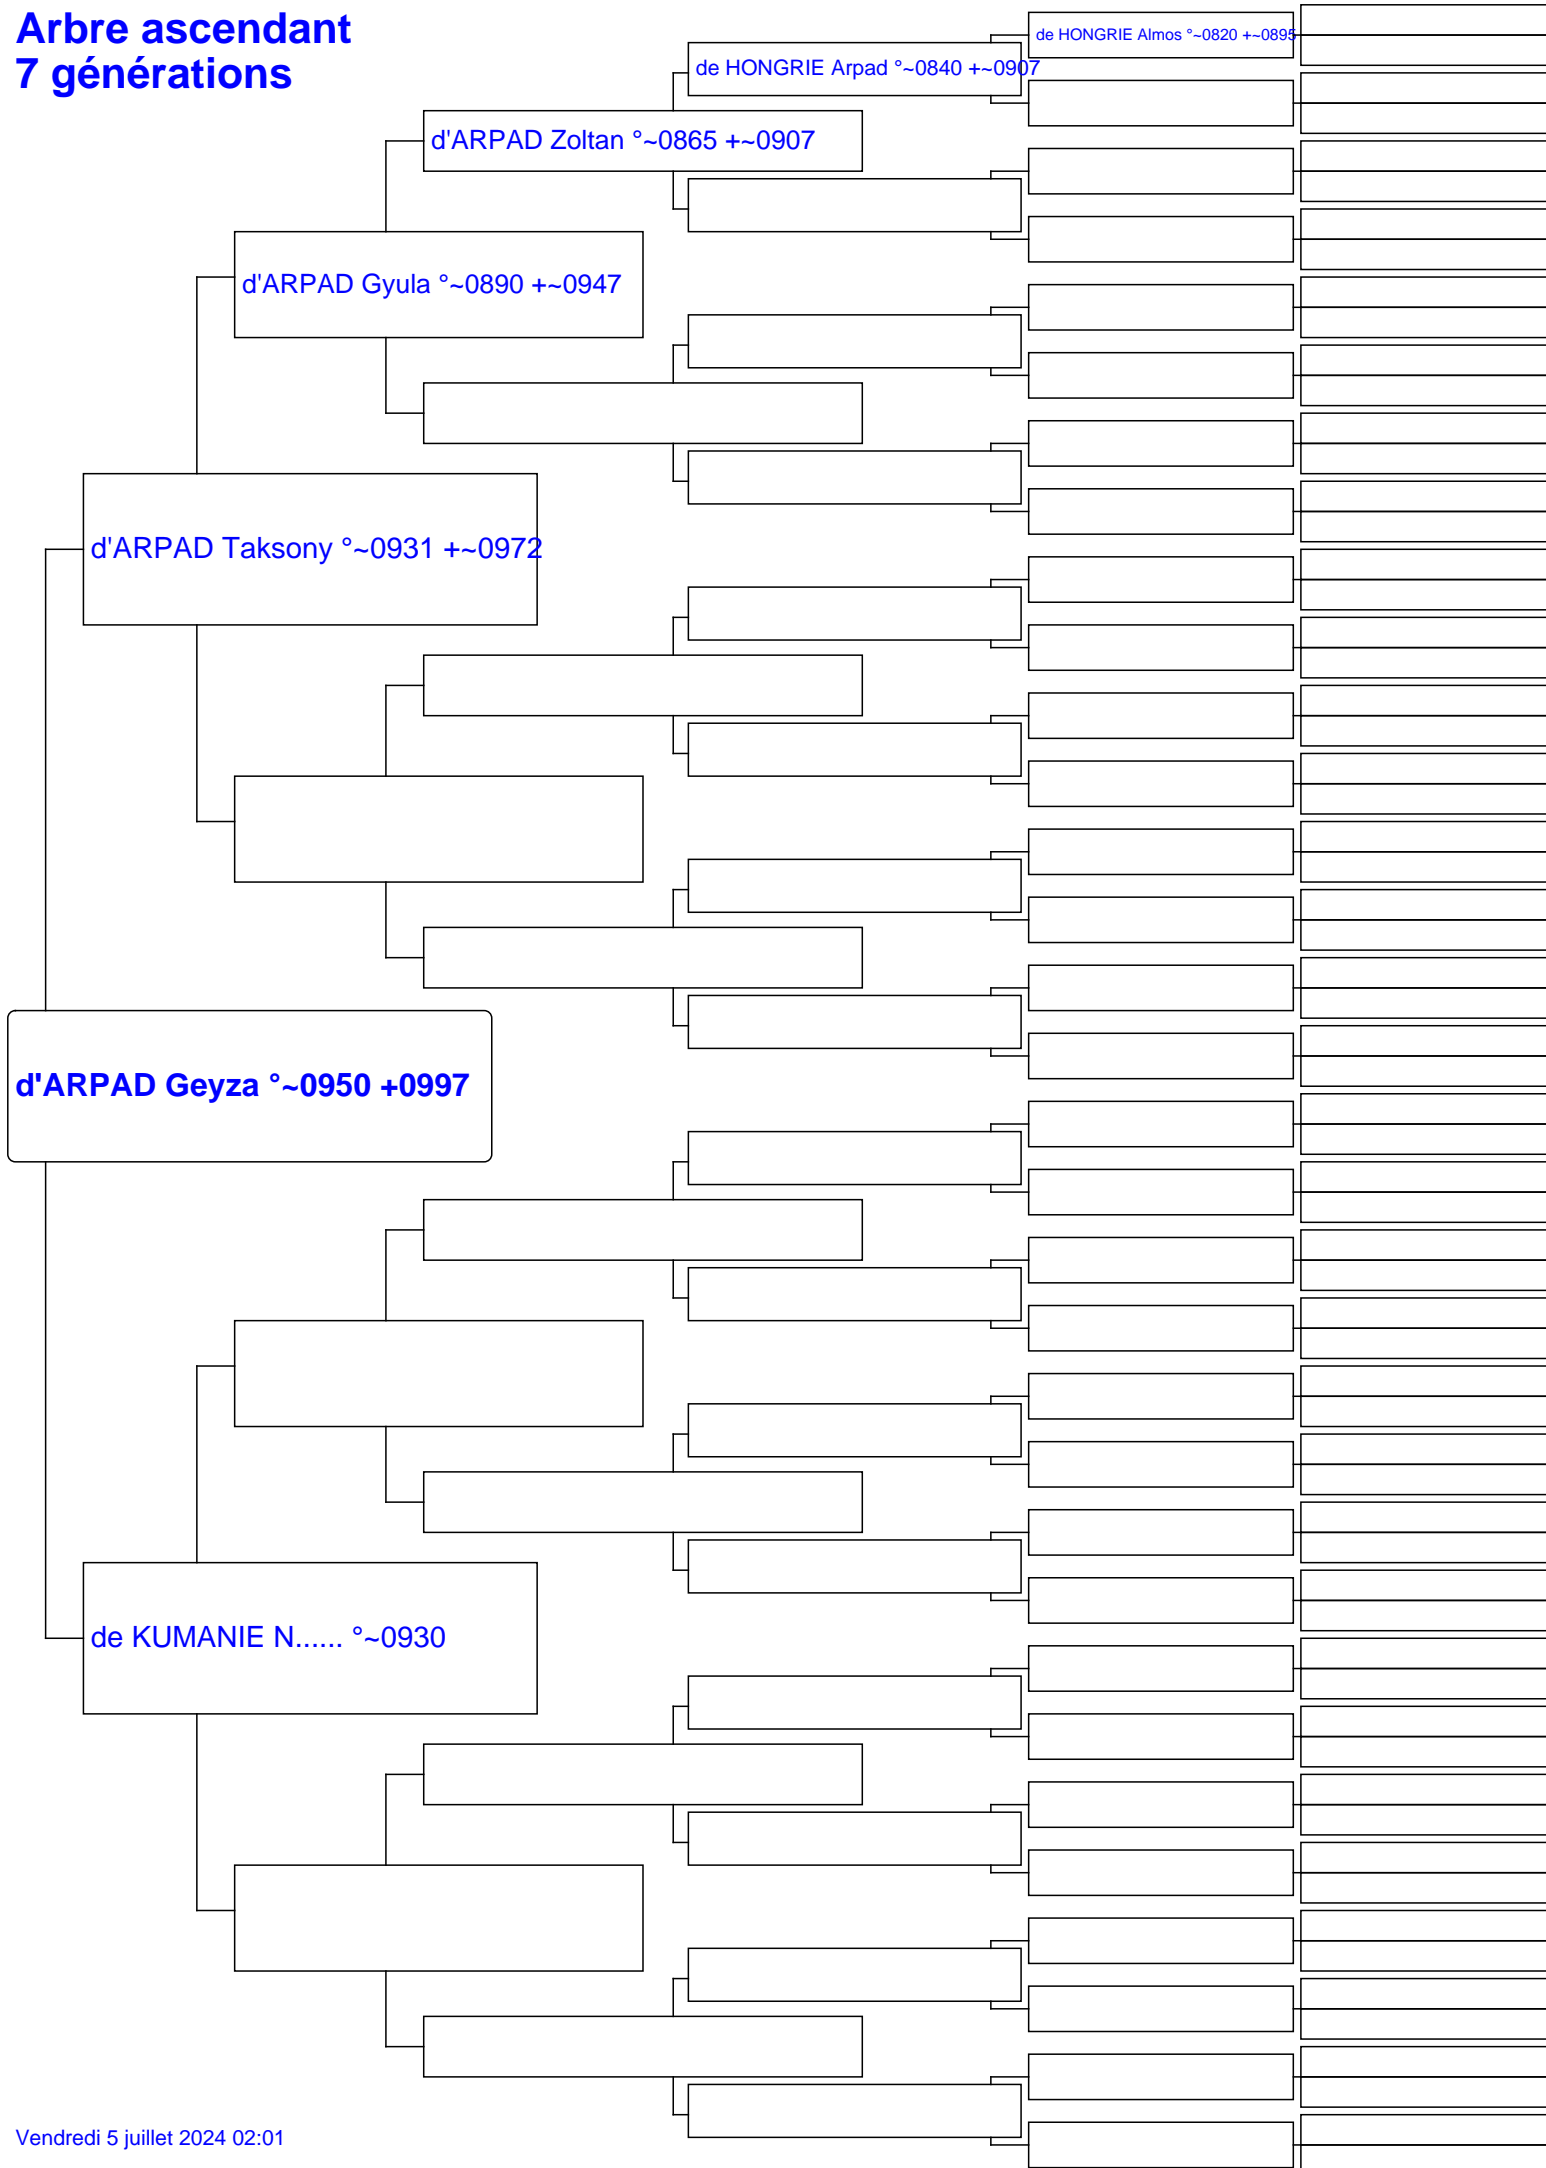 Arbre ascendant
7 générations
de HONGRIE Almos °~0820 +~0895
de HONGRIE Arpad °~0840 +~0907
d'ARPAD Zoltan °~0865 +~0907
d'ARPAD Gyula °~0890 +~0947
d'ARPAD Taksony °~0931 +~0972
d'ARPAD Geyza °~0950 +0997
de KUMANIE N...... °~0930
Vendredi 5 juillet 2024 02:01